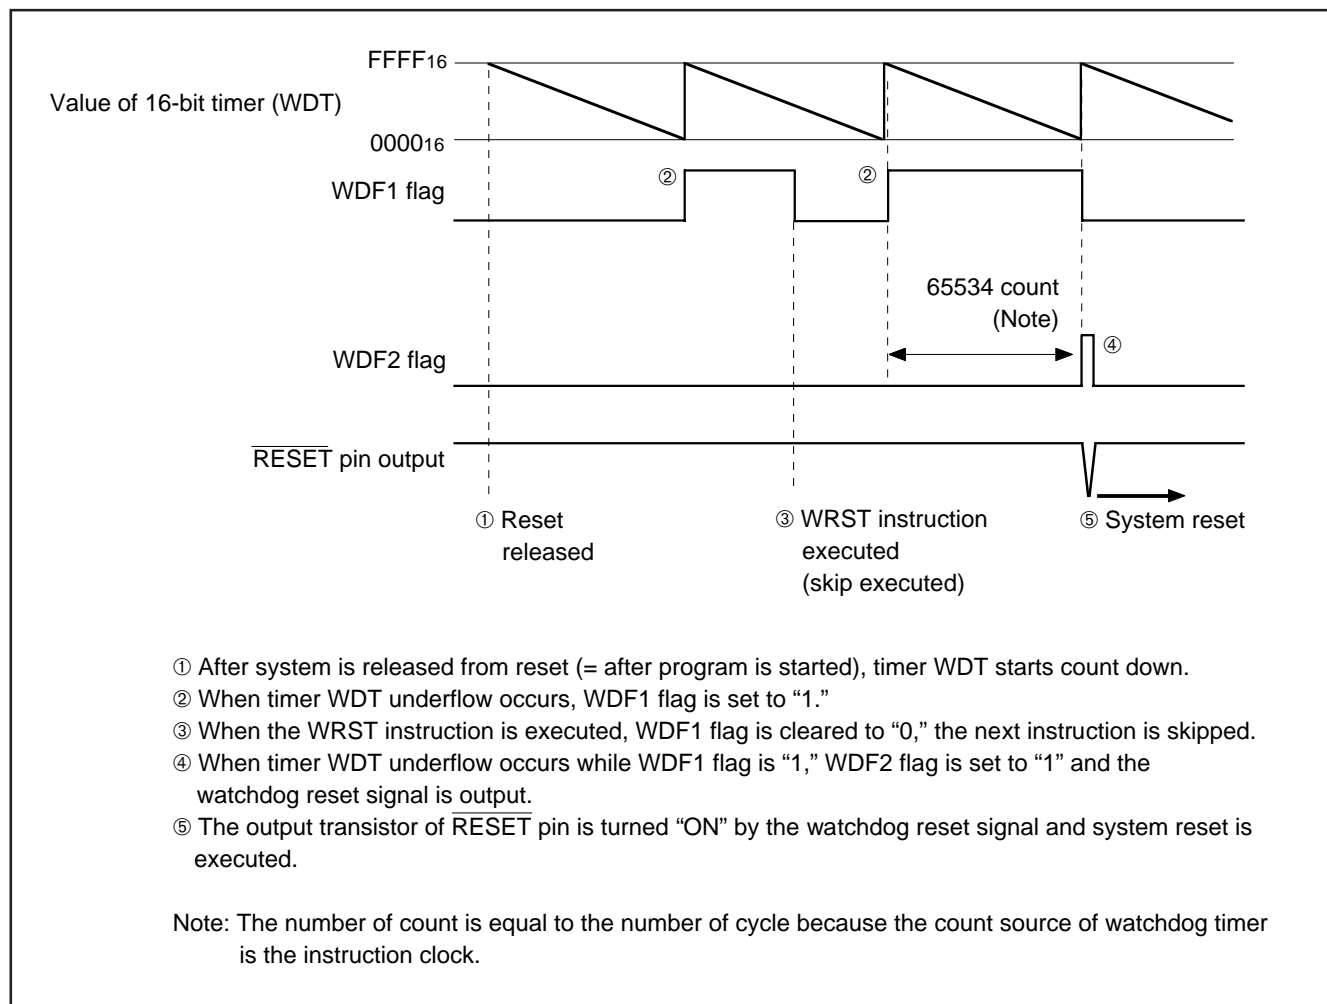 FFFF16
Value of 16-bit timer (WDT)
000016
② ②
WDF1 flag
65534 count
(Note)
④
WDF2 flag
RESET pin output
① Reset
released
③ WRST instruction
executed
(skip executed)
⑤ System reset
① After system is released from reset (= after program is started), timer WDT starts count down.
② When timer WDT underflow occurs, WDF1 flag is set to “1.”
③ When the WRST instruction is executed, WDF1 flag is cleared to “0,” the next instruction is skipped.
④ When timer WDT underflow occurs while WDF1 flag is “1,” WDF2 flag is set to “1” and the
watchdog reset signal is output.
⑤ The output transistor of RESET pin is turned “ON” by the watchdog reset signal and system reset is
executed.
Note: The number of count is equal to the number of cycle because the count source of watchdog timer
is the instruction clock.